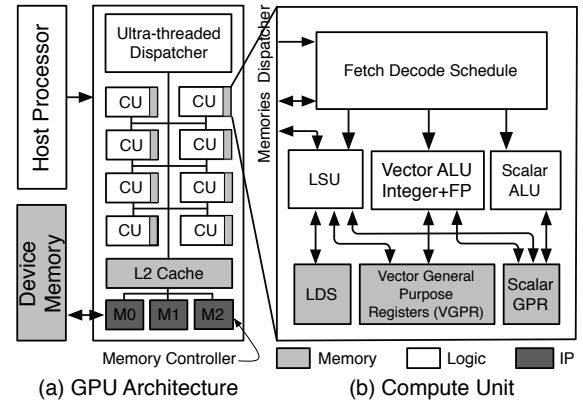 Host Processor
Device
Memory
Ultra-threaded
Dispatcher
CU
CU
CU
CU
CU
CU
CU
CU
L2 Cache
M0
M1
M2
Memory Controller
(a) GPU Architecture
Dispatcher
Memories
Fetch Decode Schedule
LSU
Vector ALU
Integer+FP
Scalar
ALU
LDS
Vector General
Purpose
Registers (VGPR)
Scalar
GPR
Memory
Logic
IP
(b) Compute Unit